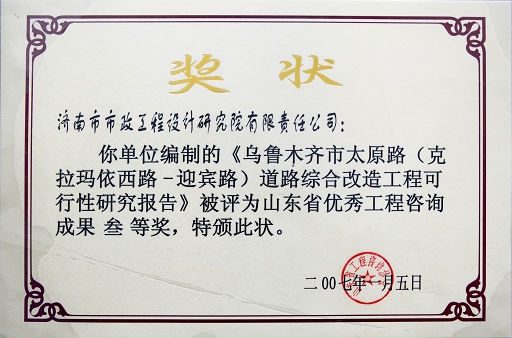 奖状
济南市市政工程设计研究院有限责任公司：
你单位编制的《乌鲁木齐市太原路（克
拉玛依西路－迎宾路）道路综合改造工程可
行性研究报告》被评为山东省优秀工程咨询
成果 叁 等奖，特颁此状。
二〇〇七年一月五日